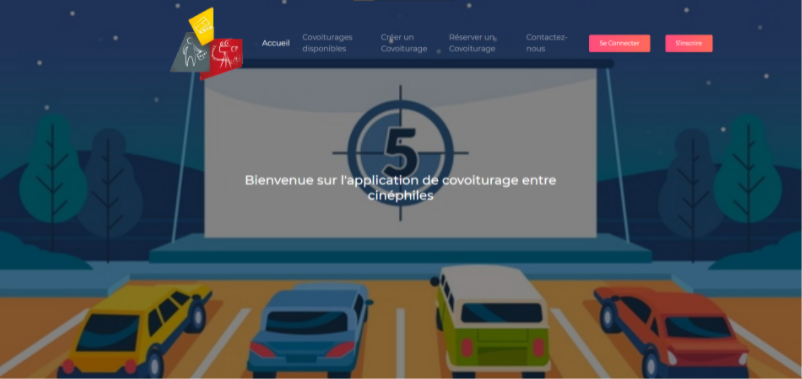 Accueil
Covoiturages
disponibles
Créer un
Covoiturage
Réserver un
Covoiturage
Contactez-
nous
Se Connecter
S'inscrire
5
Bienvenue sur l'application de covoiturage entre
cinéphiles